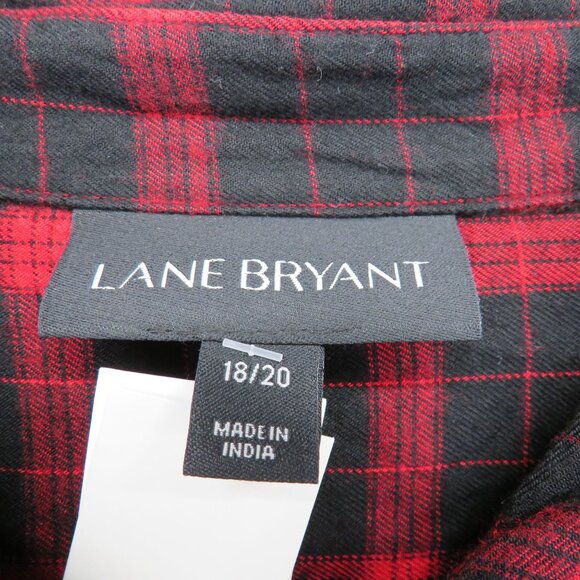 LANE BRYANT
18/20
MADE IN
INDIA